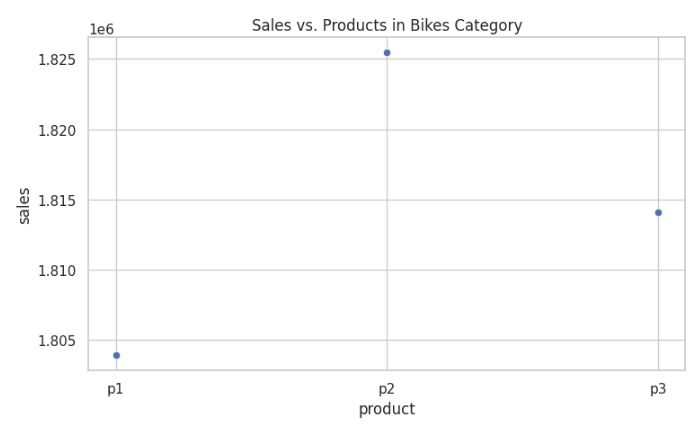 Sales vs. Products in Bikes Category
1e6
1.825
1.820
1.815
1.810
1.805
sales
p1 p2 p3
product